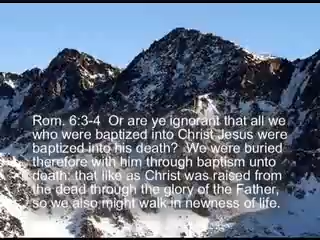 Rom. 6:3-4  Or are ye ignorant that all we
who were baptized into Christ Jesus were
baptized into his death?  We were buried
therefore with him through baptism unto
death: that like as Christ was raised from
the dead through the glory of the Father,
so we also might walk in newness of life.